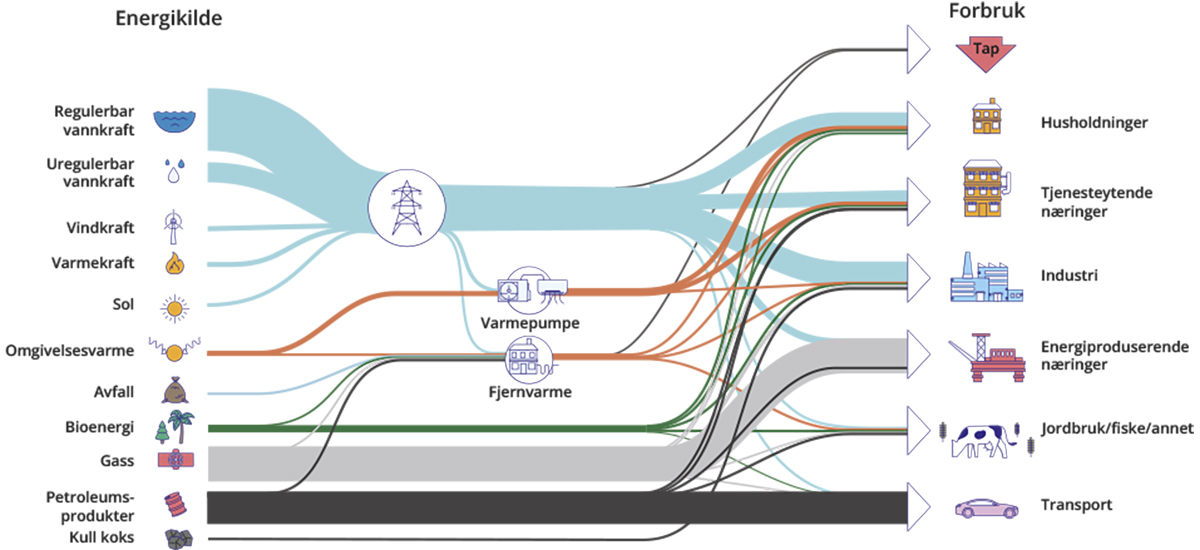 Energikilde
Forbruk
Tap
Regulerbar
vannkraft
Husholdninger
Uregulerbar
vannkraft
Tjenesteytende
næringer
Vindkraft
Varmekraft
Industri
Sol
Varmepumpe
Omgivelsesvarme
Energiproduserende
næringer
Avfall
Fjernvarme
Bioenergi
Jordbruk/fiske/annet
Gass
Petroleums-
produkter
Transport
Kull koks